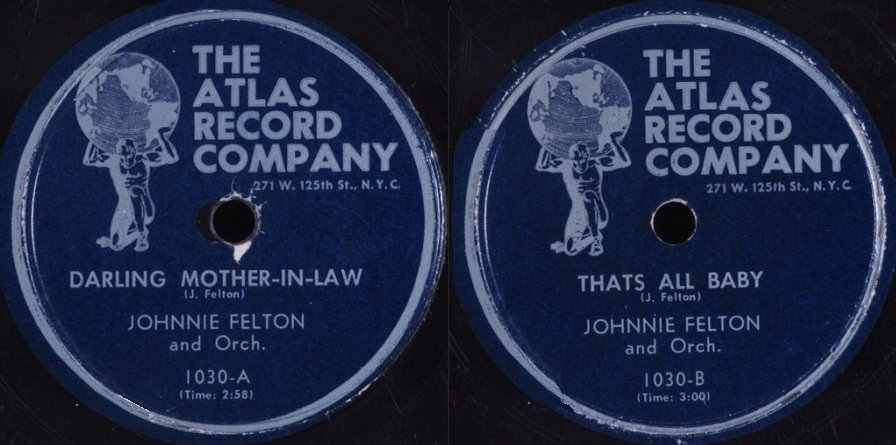 THE
ATLAS
RECORD
COMPANY
271 W. 125th St., N.Y.C.
DARLING MOTHER-IN-LAW
(J. Felton)
JOHNNIE FELTON
and Orch.
1030-A
(Time: 2:58)
THE
ATLAS
RECORD
COMPANY
271 W. 125th St., N.Y.C.
THATS ALL BABY
(J. Felton)
JOHNNIE FELTON
and Orch.
1030-B
(Time: 3:00)